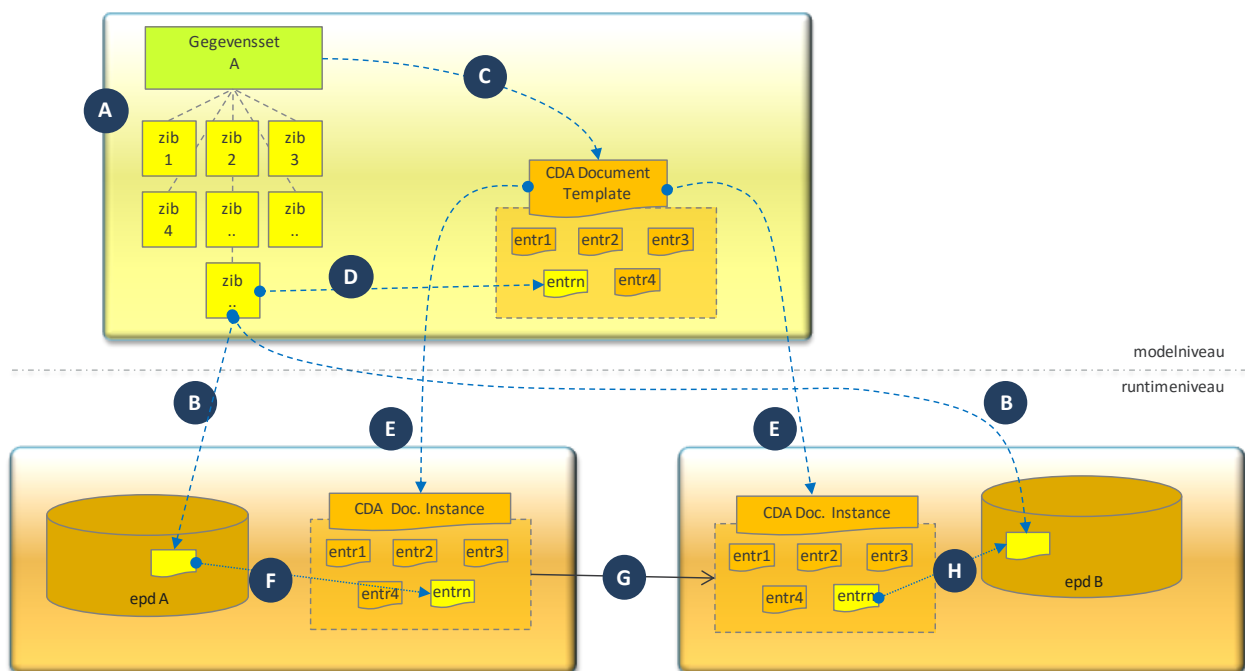 Gegevensset
A
C
A
zib
1
zib
2
zib
3
CDA Document
Template
zib
4
zib
..
zib
..
entr1
entr2
entr3
zib
..
D
entrn
entr4
modelniveau
runtimeniveau
B
B
E
E
CDA  Doc. Instance
CDA Doc. Instance
entr1
entr2
entr3
entr1
entr2
entr3
F
G
H
epd A
entr4
entrn
entr4
entrn
epd B